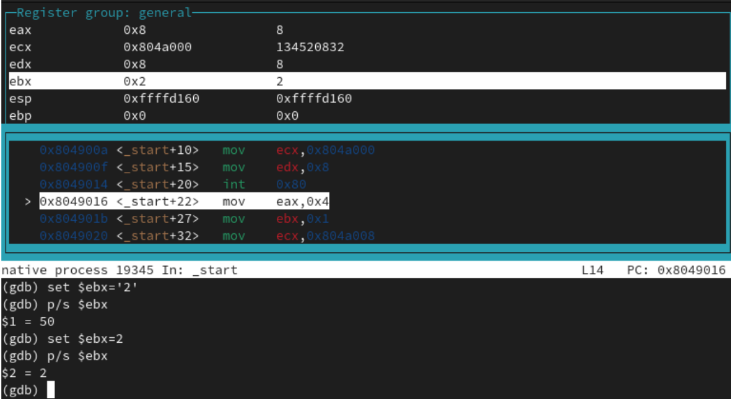 Register group: general
eax 0x8 8
ecx 0x804a000 134520832
edx 0x8 8
ebx 0x2 2
esp 0xffffd160 0xffffd160
ebp 0x0 0x0
0x804900a <_start+10> mov ecx,0x804a000
0x804900f <_start+15> mov edx,0x8
0x8049014 <_start+20> int 0x80
> 0x8049016 <_start+22> mov eax,0x4
0x804901b <_start+27> mov ebx,0x1
0x8049020 <_start+32> mov ecx,0x804a008
native process 19345 In: _start L14 PC: 0x8049016
(gdb) set $ebx='2'
(gdb) p/s $ebx
$1 = 50
(gdb) set $ebx=2
(gdb) p/s $ebx
$2 = 2
(gdb)